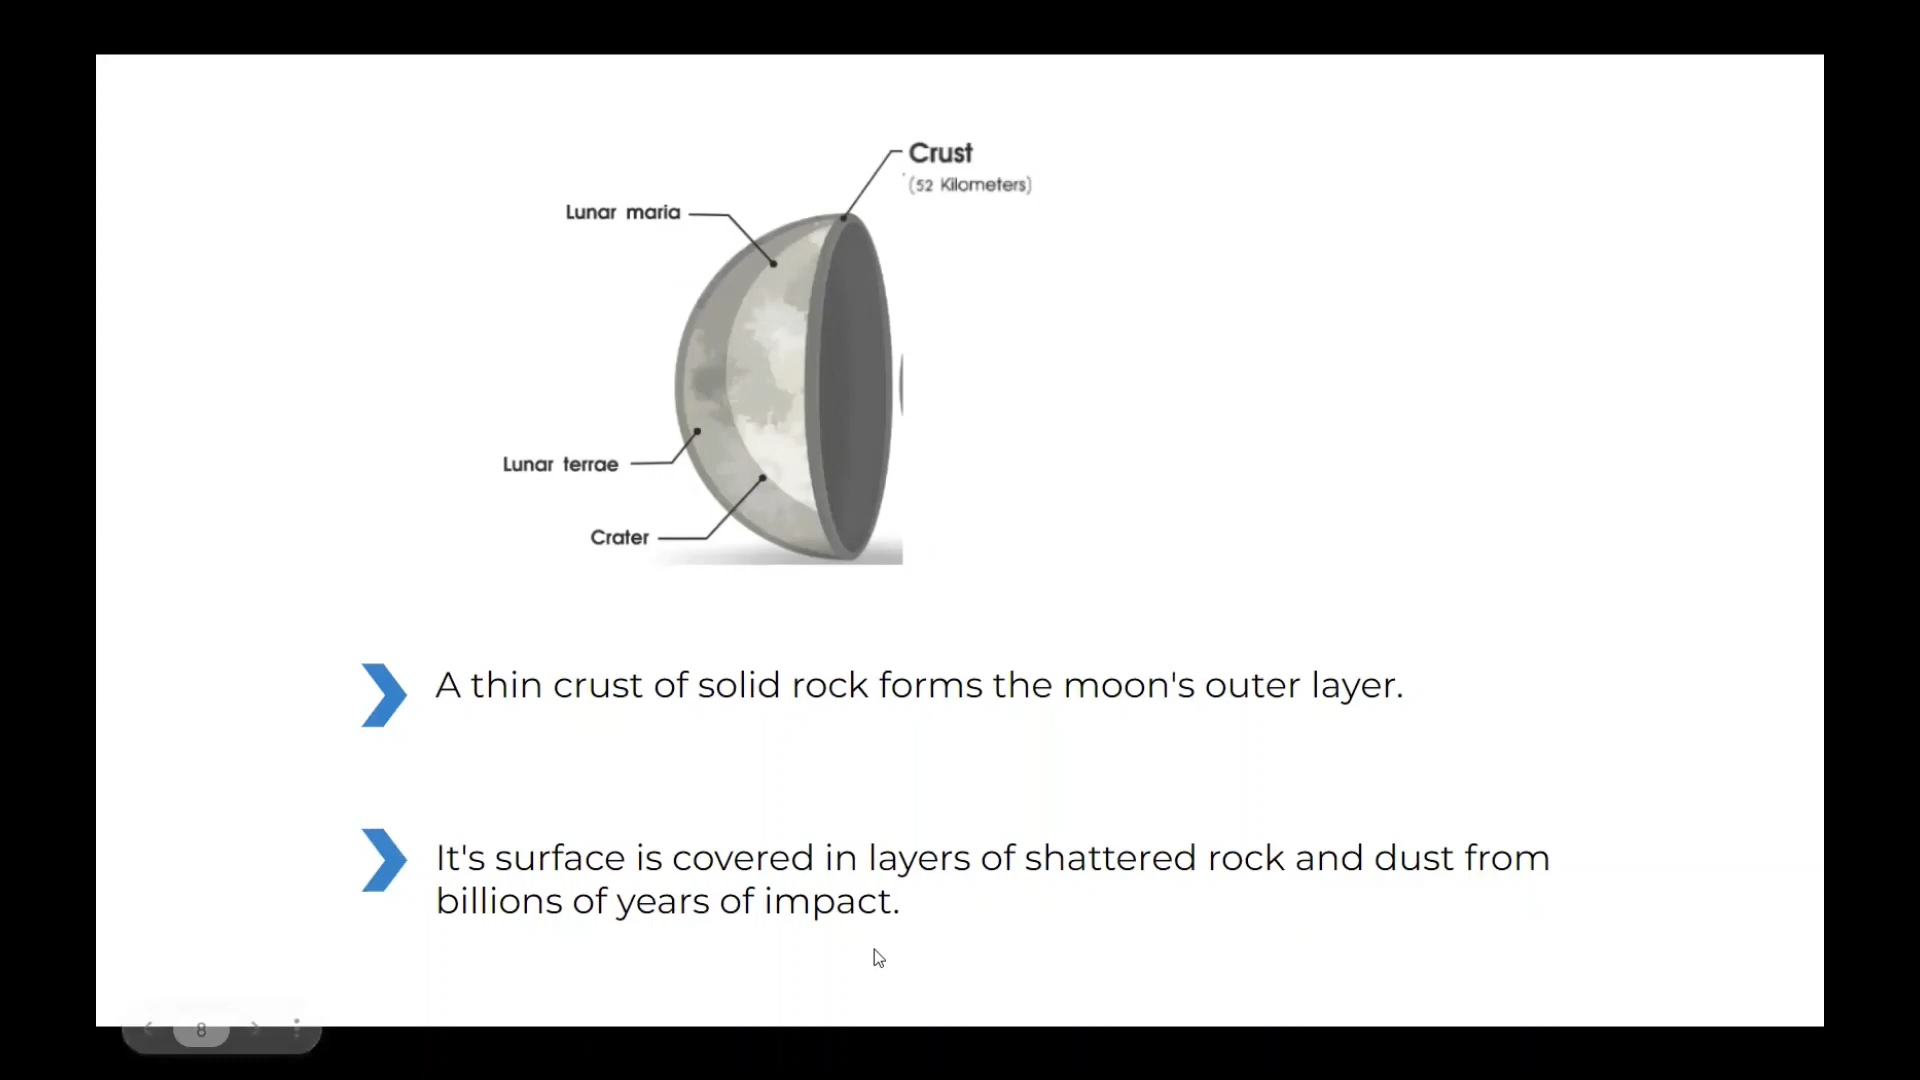 Crust
(52 Kilometers)
Lunar maria
Lunar terrae
Crater
A thin crust of solid rock forms the moon's outer layer.
It's surface is covered in layers of shattered rock and dust from
billions of years of impact.
8